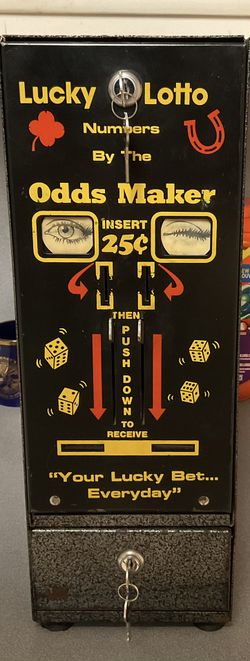 Lucky Lotto
Numbers
By The
Odds Maker
INSERT
25¢
THEN
PUSH DOWN
TO
RECEIVE
"Your Lucky Bet...
Everyday"